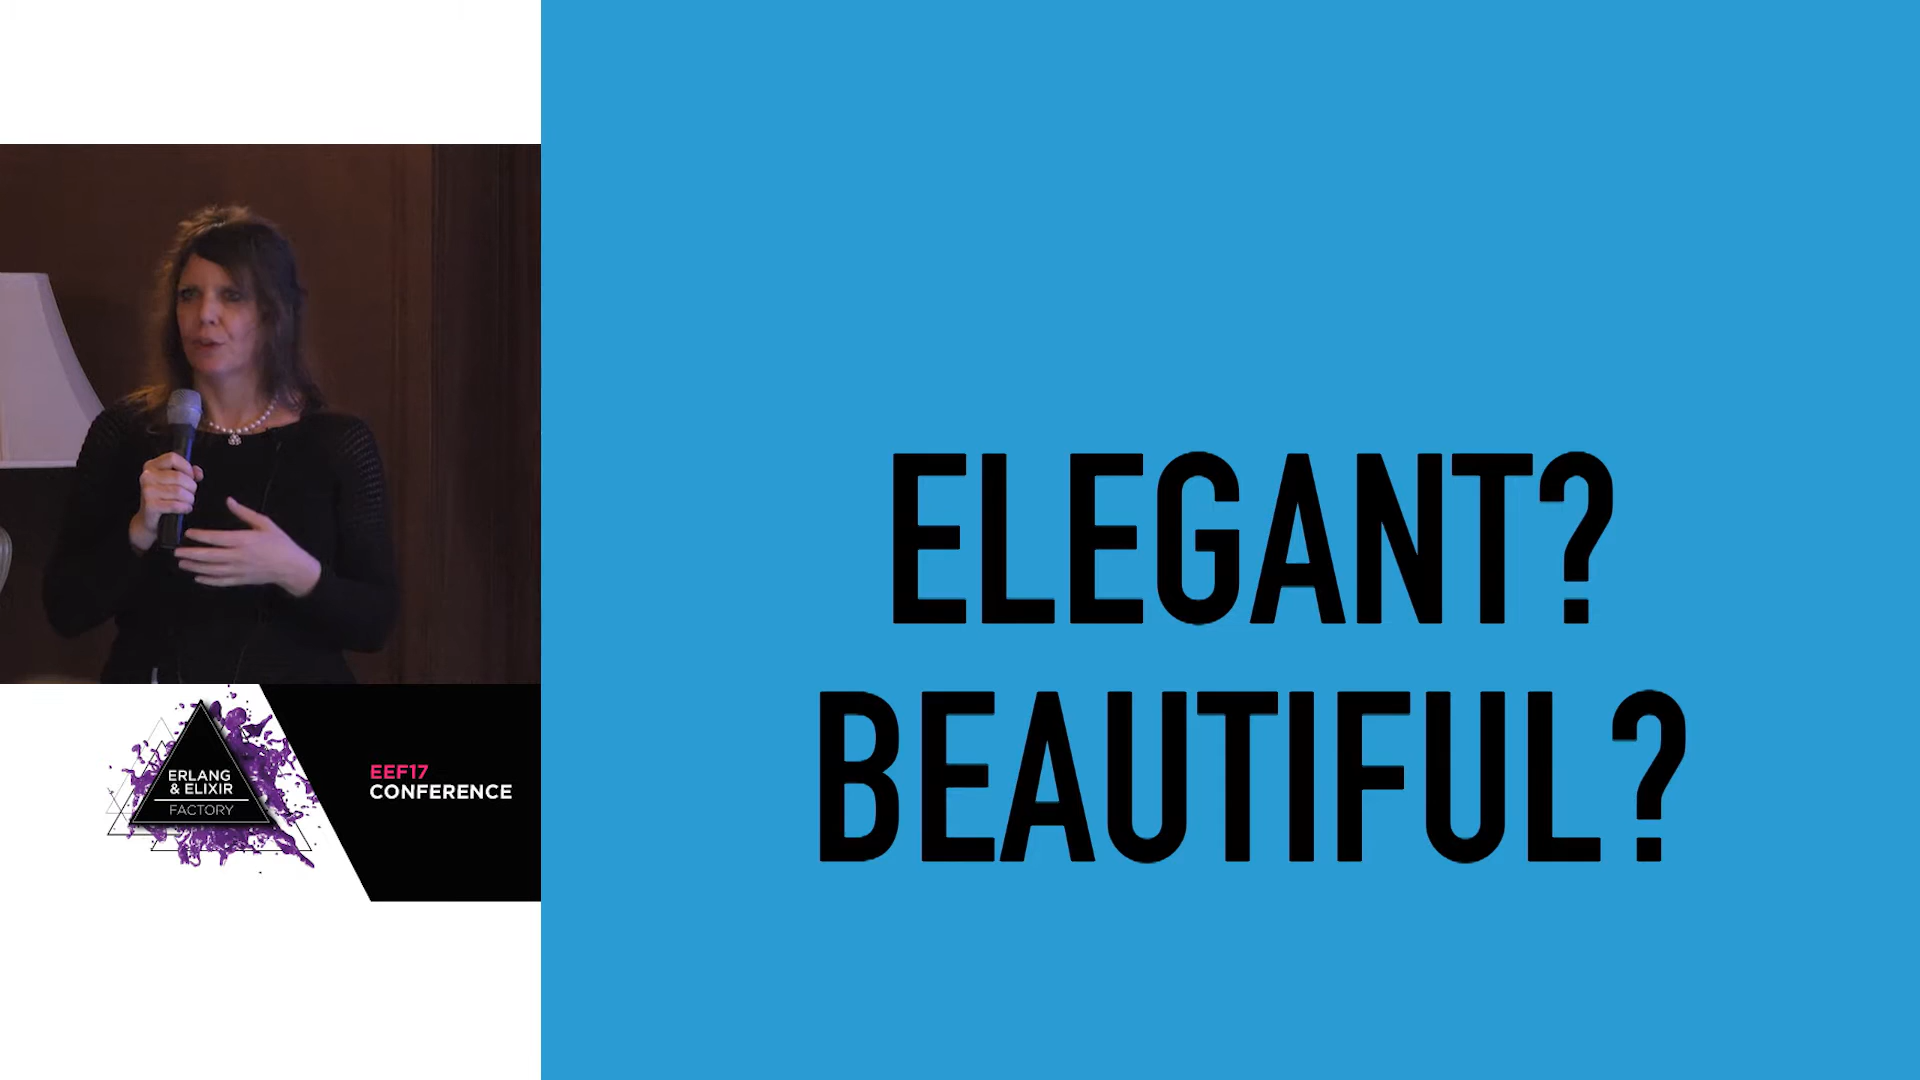 ERLANG
& ELIXIR
FACTORY
EEF17
CONFERENCE
ELEGANT?
BEAUTIFUL?